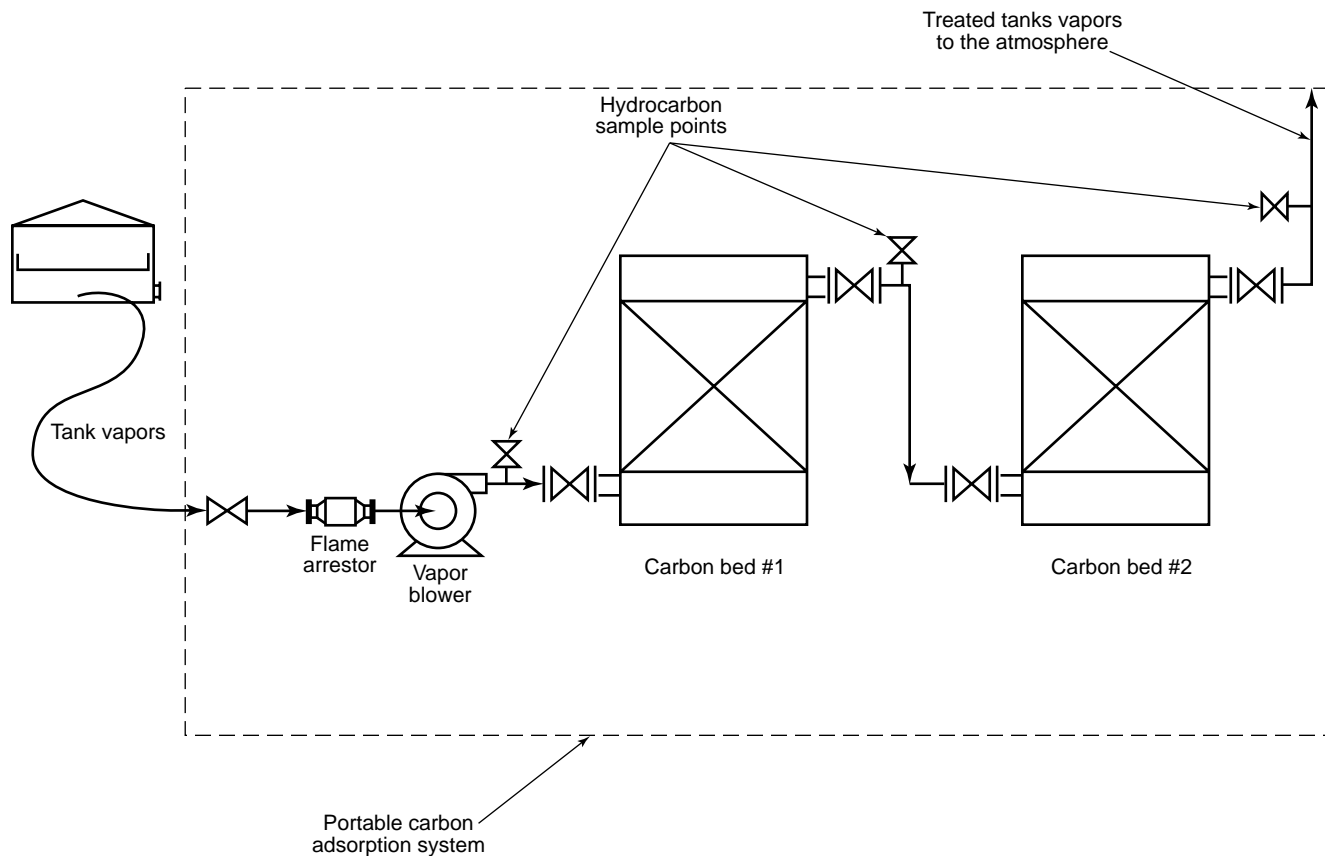 Treated tanks vapors
to the atmosphere
Hydrocarbon
sample points
Tank vapors
Flame
arrestor
Vapor
blower
Carbon bed #1
Carbon bed #2
Portable carbon
adsorption system